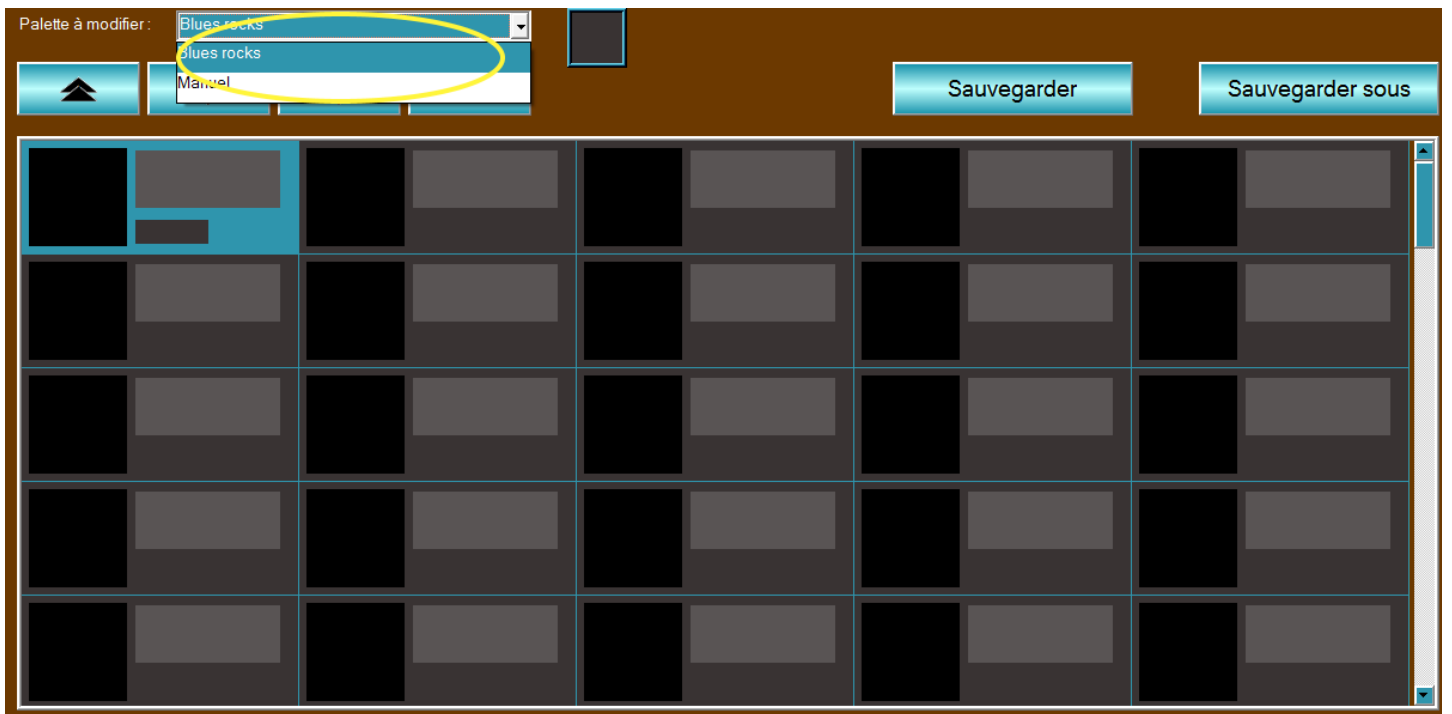 Palette à modifier :
Blues rocks
Blues rocks
Manuel
Sauvegarder
Sauvegarder sous